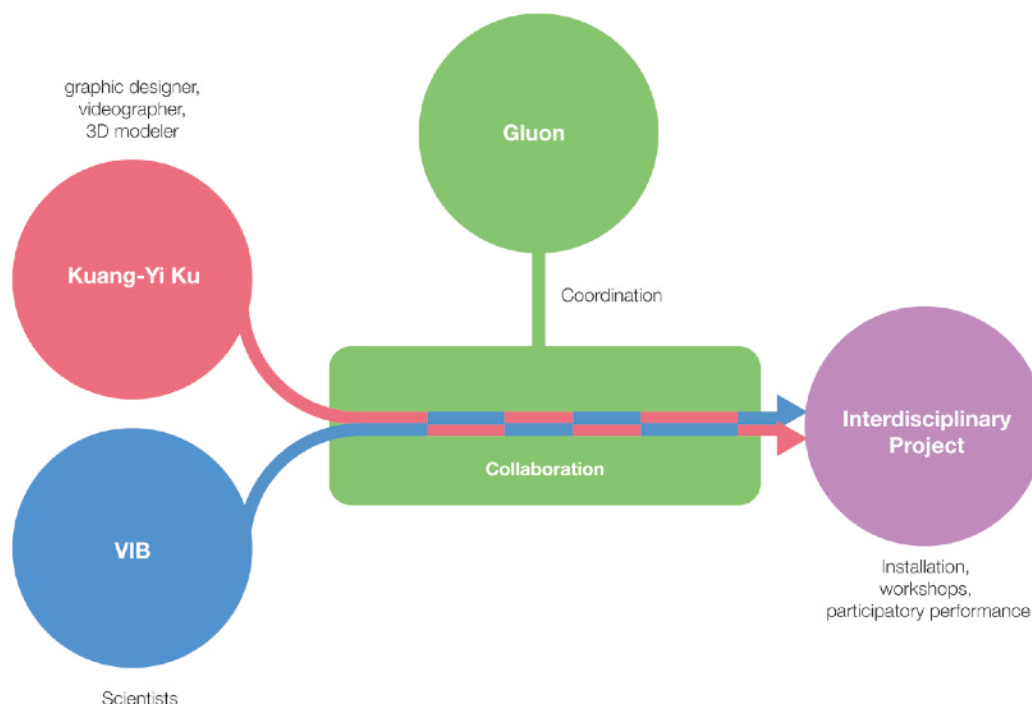 graphic designer,
videographer,
3D modeler
Gluon
Kuang-Yi Ku
Coordination
Collaboration
Interdisciplinary
Project
VIB
Installation,
workshops,
participatory performance
Scientists